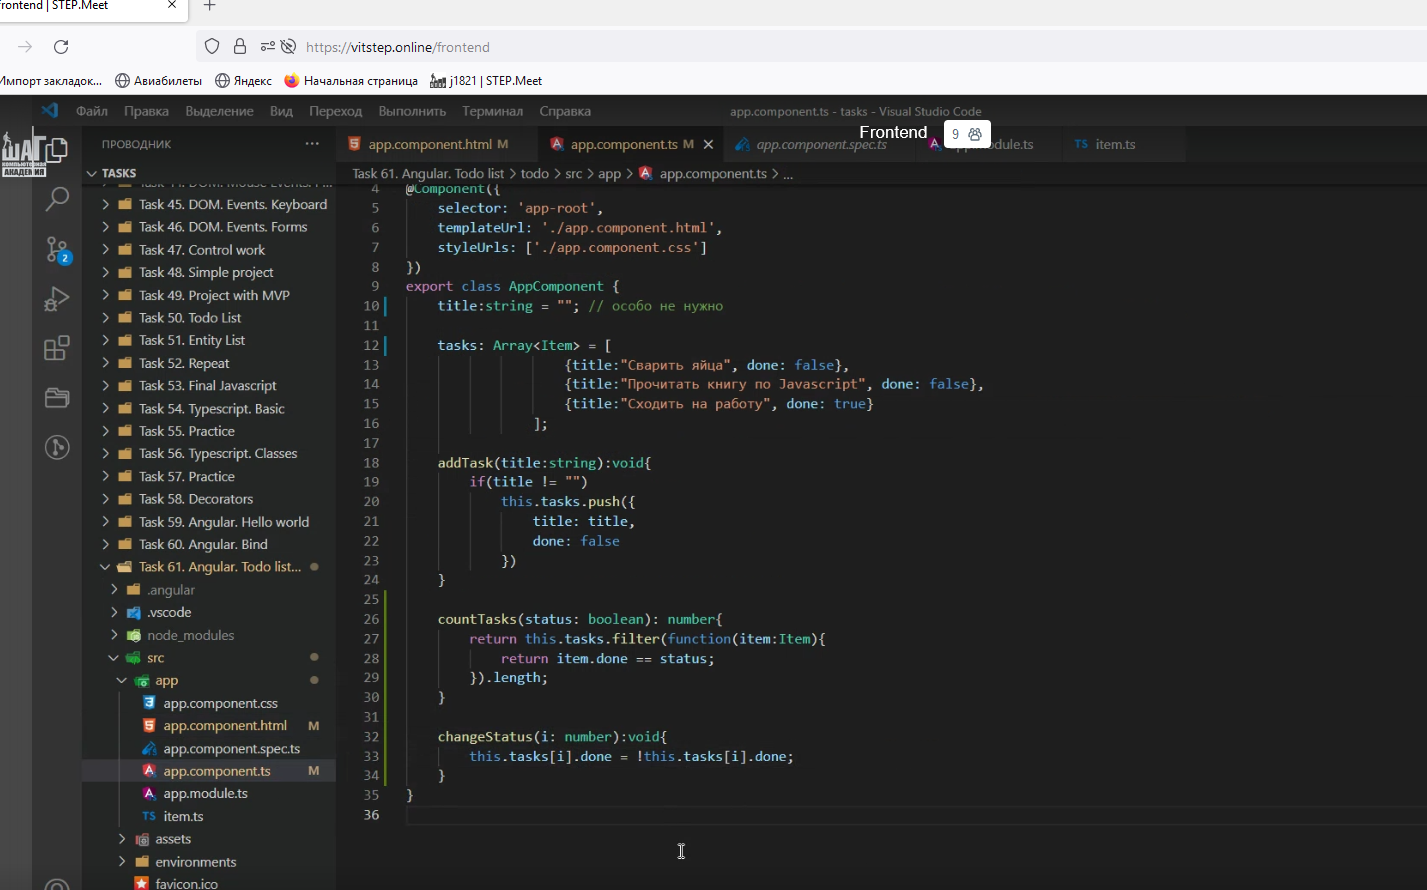 frontend | STEP.Meet
https://vitstep.online/frontend
Импорт закладок...
Авиабилеты
Яндекс
Начальная страница
j1821 | STEP.Meet
Файл
Правка
Выделение
Вид
Переход
Выполнить
Терминал
Справка
app.component.ts - tasks - Visual Studio Code
Frontend
9
ШАГ
КОМПЬЮТЕРНАЯ
АКАДЕМИЯ
ПРОВОДНИК
TASKS
Task 45. DOM. Events. Keyboard
Task 46. DOM. Events. Forms
Task 47. Control work
Task 48. Simple project
Task 49. Project with MVP
Task 50. Todo List
Task 51. Entity List
Task 52. Repeat
Task 53. Final Javascript
Task 54. Typescript. Basic
Task 55. Practice
Task 56. Typescript. Classes
Task 57. Practice
Task 58. Decorators
Task 59. Angular. Hello world
Task 60. Angular. Bind
Task 61. Angular. Todo list...
.angular
.vscode
node_modules
src
app
app.component.css
app.component.html M
app.component.spec.ts
app.component.ts M
app.module.ts
TS item.ts
assets
environments
favicon.ico
2
app.component.html M
app.component.ts M
app.component.spec.ts
TS item.ts
Task 61. Angular. Todo list > todo > src > app > app.component.ts > ...
4 @Component({
5 selector: 'app-root',
6 templateUrl: './app.component.html',
7 styleUrls: ['./app.component.css']
8 })
9 export class AppComponent {
10 title:string = ""; // особо не нужно
11
12 tasks: Array<Item> = [
13 {title:"Сварить яйца", done: false},
14 {title:"Прочитать книгу по Javascript", done: false},
15 {title:"Сходить на работу", done: true}
16 ];
17
18 addTask(title:string):void{
19 if(title != "")
20 this.tasks.push({
21 title: title,
22 done: false
23 })
24 }
25
26 countTasks(status: boolean): number{
27 return this.tasks.filter(function(item:Item){
28 return item.done == status;
29 }).length;
30 }
31
32 changeStatus(i: number):void{
33 this.tasks[i].done = !this.tasks[i].done;
34 }
35 }
36